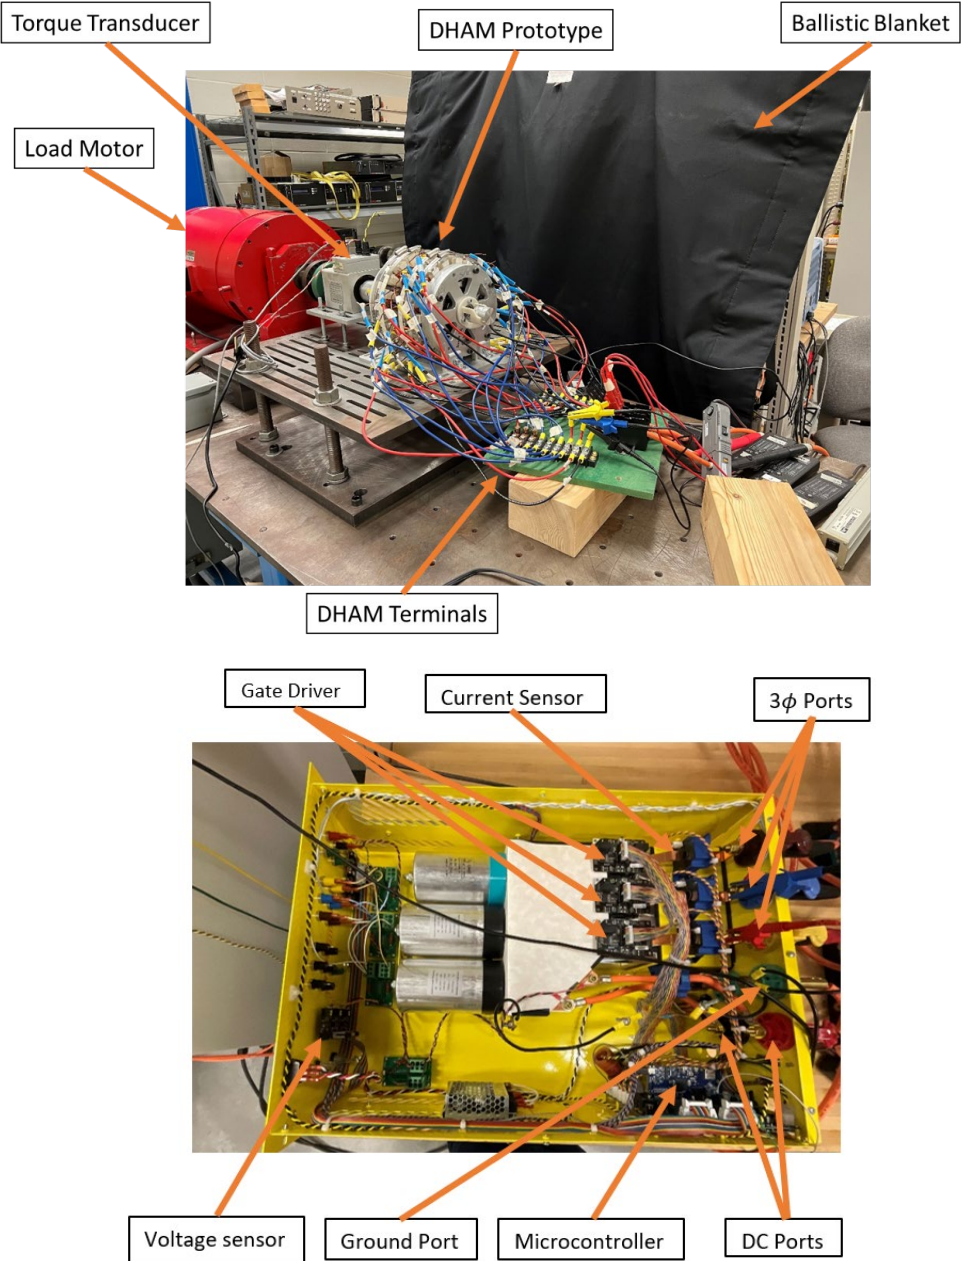 Torque Transducer
DHAM Prototype
Ballistic Blanket
Load Motor
DHAM Terminals
Gate Driver
Current Sensor
3ϕ Ports
Voltage sensor
Ground Port
Microcontroller
DC Ports